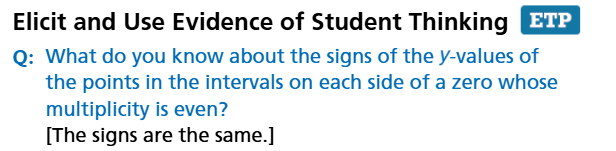 Elicit and Use Evidence of Student Thinking ETP
Q: What do you know about the signs of the y-values of
the points in the intervals on each side of a zero whose
multiplicity is even?
[The signs are the same.]